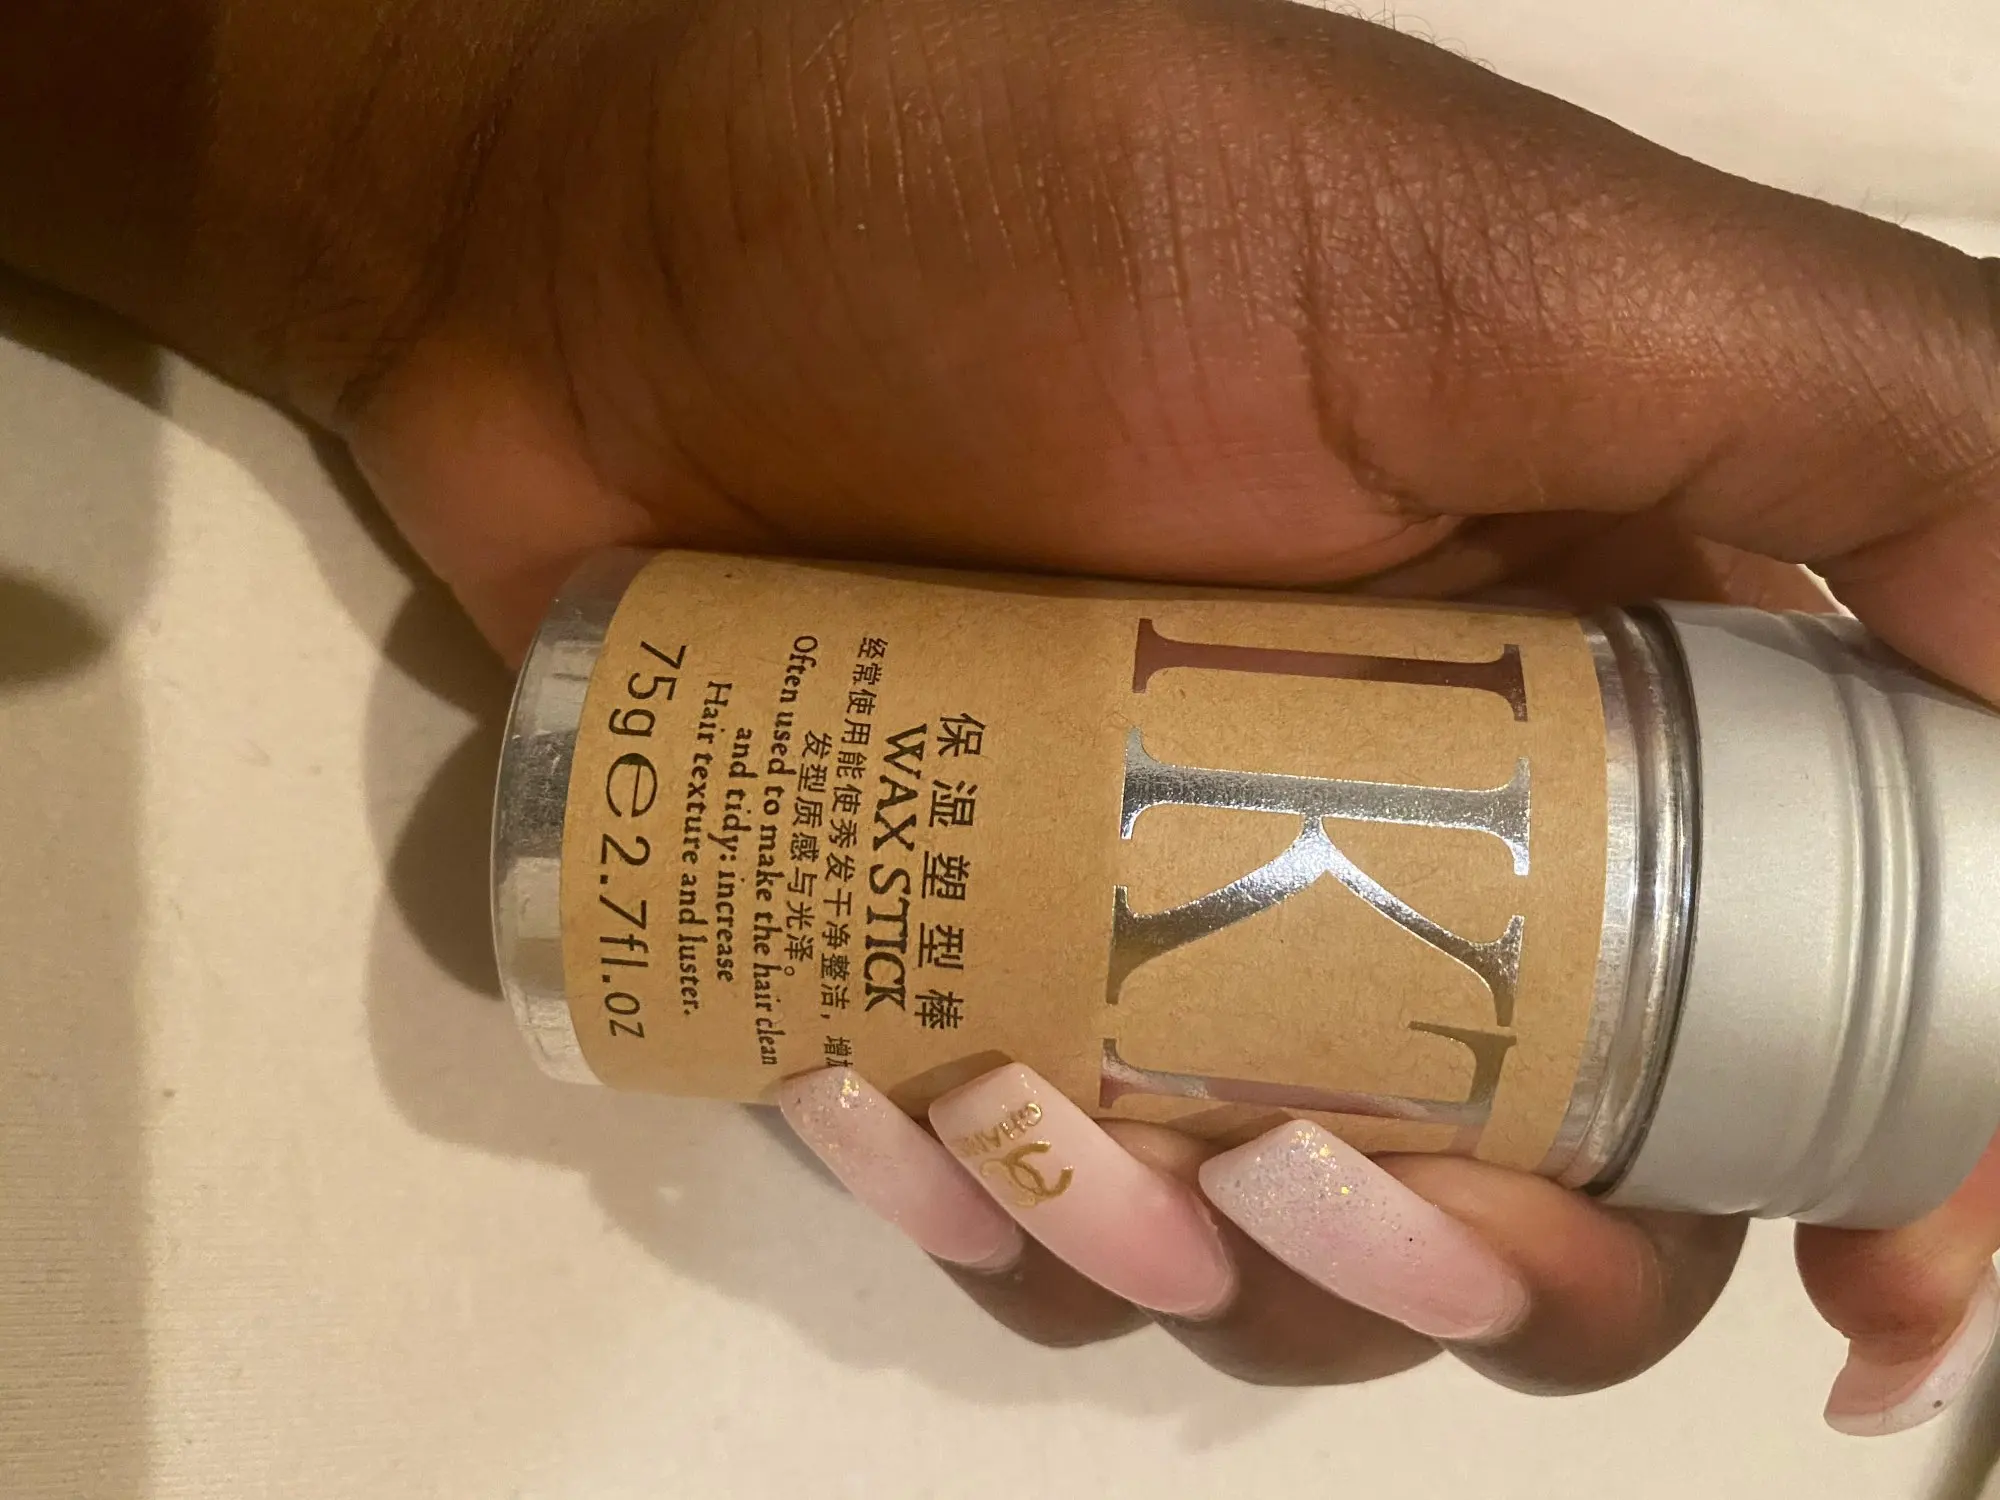 IKT
保湿塑型棒
WAX STICK
经常使用能使秀发干净整洁，增
发型质感与光泽。
Often used to make the hair clean
and tidy: increase
Hair texture and luster.
75g e 2.7fl.oz
CHANEL